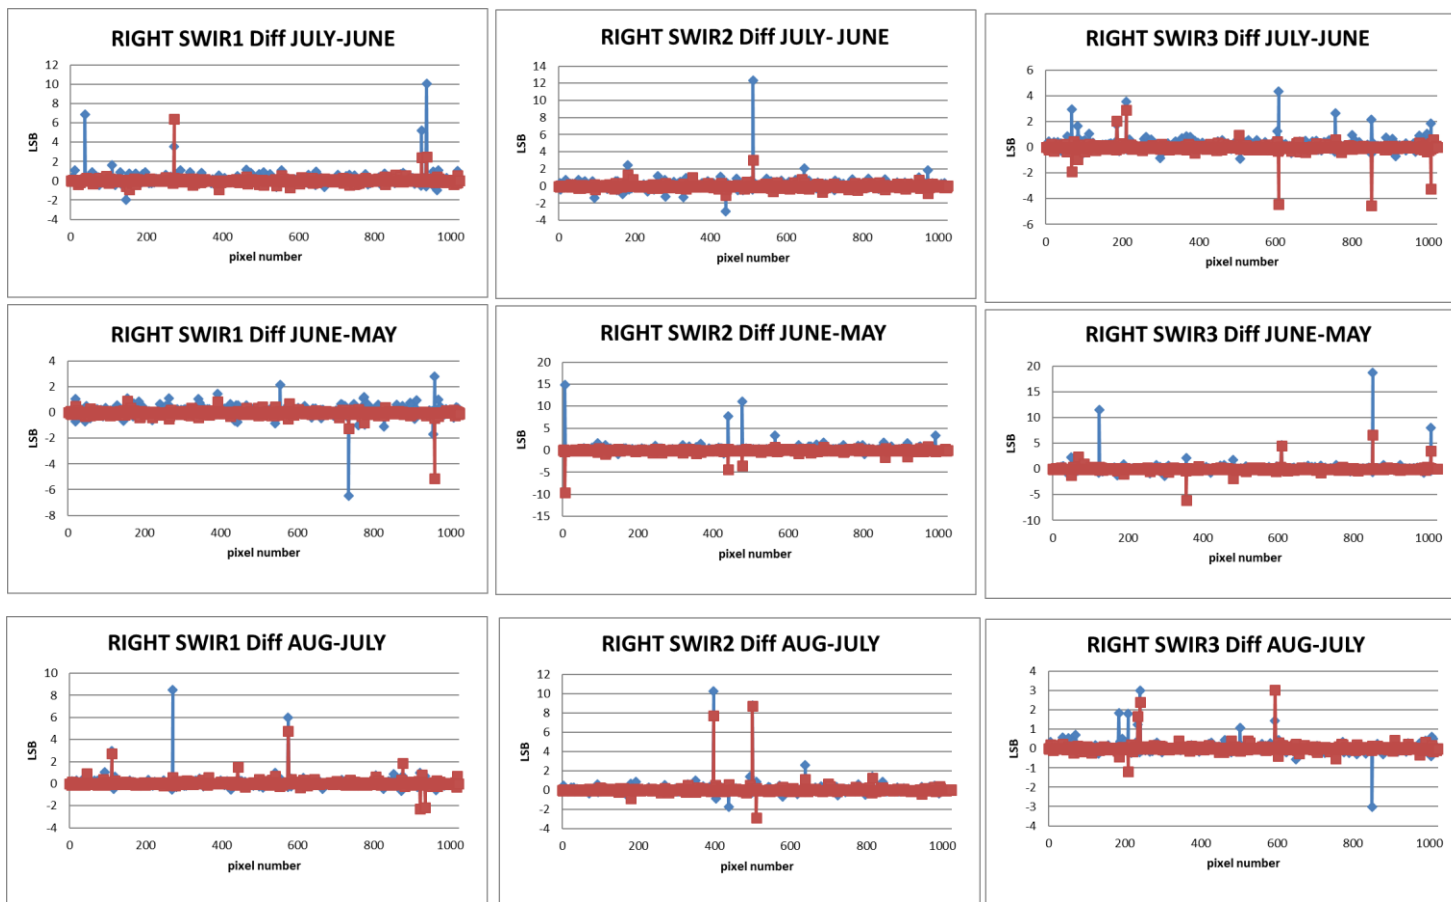 RIGHT SWIR1 Diff JULY-JUNE
12
10
8
6
4
2
0
-2
-4
LSB
0 200 400 600 800 1000
pixel number
RIGHT SWIR2 Diff JULY- JUNE
14
12
10
8
6
4
2
0
-2
-4
LSB
0 200 400 600 800 1000
pixel number
RIGHT SWIR3 Diff JULY-JUNE
6
4
2
0
-2
-4
-6
LSB
0 200 400 600 800 1000
pixel number
RIGHT SWIR1 Diff JUNE-MAY
4
2
0
-2
-4
-6
-8
LSB
0 200 400 600 800 1000
pixel number
RIGHT SWIR2 Diff JUNE-MAY
20
15
10
5
0
-5
-10
-15
LSB
0 200 400 600 800 1000
pixel number
RIGHT SWIR3 Diff JUNE-MAY
20
15
10
5
0
-5
-10
LSB
0 200 400 600 800 1000
pixel number
RIGHT SWIR1 Diff AUG-JULY
10
8
6
4
2
0
-2
-4
LSB
0 200 400 600 800 1000
pixel number
RIGHT SWIR2 Diff AUG-JULY
12
10
8
6
4
2
0
-2
-4
LSB
0 200 400 600 800 1000
pixel number
RIGHT SWIR3 Diff AUG-JULY
4
3
2
1
0
-1
-2
-3
-4
LSB
0 200 400 600 800 1000
pixel number